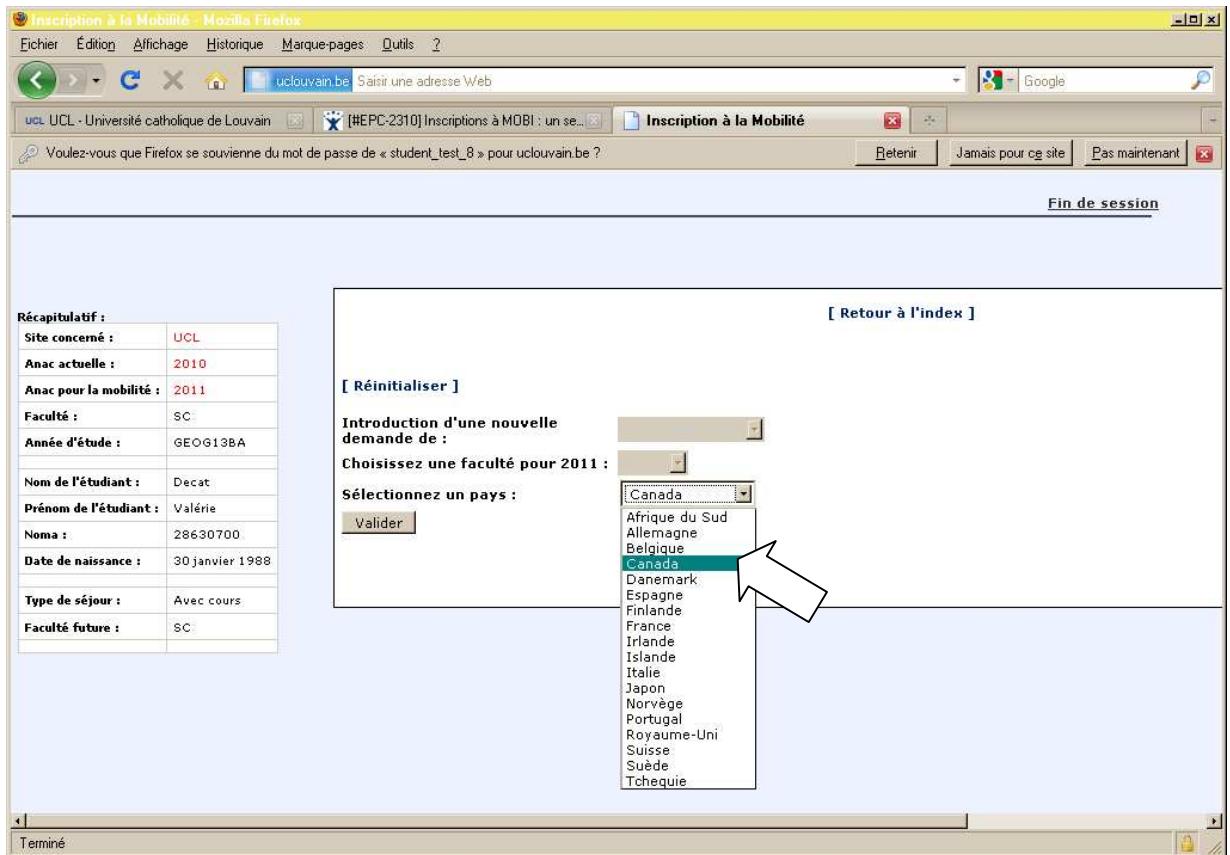 Inscription à la Mobilité - Mozilla Firefox
Fichier Édition Affichage Historique Marque-pages Outils ?
uclouvain.be Saisir une adresse Web Google
UCL UCL - Université catholique de Louvain [#EPC-2310] Inscriptions à MOBI : un se... Inscription à la Mobilité
Voulez-vous que Firefox se souvienne du mot de passe de « student_test_8 » pour uclouvain.be ? Retenir Jamais pour ce site Pas maintenant
Fin de session
Récapitulatif :
Site concerné : UCL
Anac actuelle : 2010
Anac pour la mobilité : 2011
Faculté : SC
Année d'étude : GEOG13BA
Nom de l'étudiant : Decat
Prénom de l'étudiant : Valérie
Noma : 28630700
Date de naissance : 30 janvier 1988
Type de séjour : Avec cours
Faculté future : SC
[ Retour à l'index ]
[ Réinitialiser ]
Introduction d'une nouvelle
demande de :
Choisissez une faculté pour 2011 :
Sélectionnez un pays : Canada
Valider
Afrique du Sud
Allemagne
Belgique
Canada
Danemark
Espagne
Finlande
France
Irlande
Islande
Italie
Japon
Norvège
Portugal
Royaume-Uni
Suisse
Suède
Tchequie
Terminé